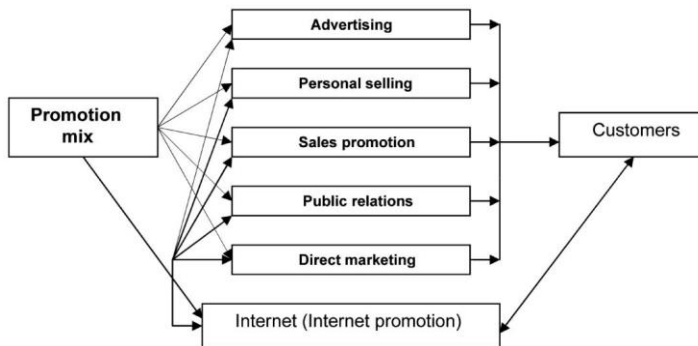 Advertising
Personal selling
Promotion
mix
Sales promotion
Customers
Public relations
Direct marketing
Internet (Internet promotion)